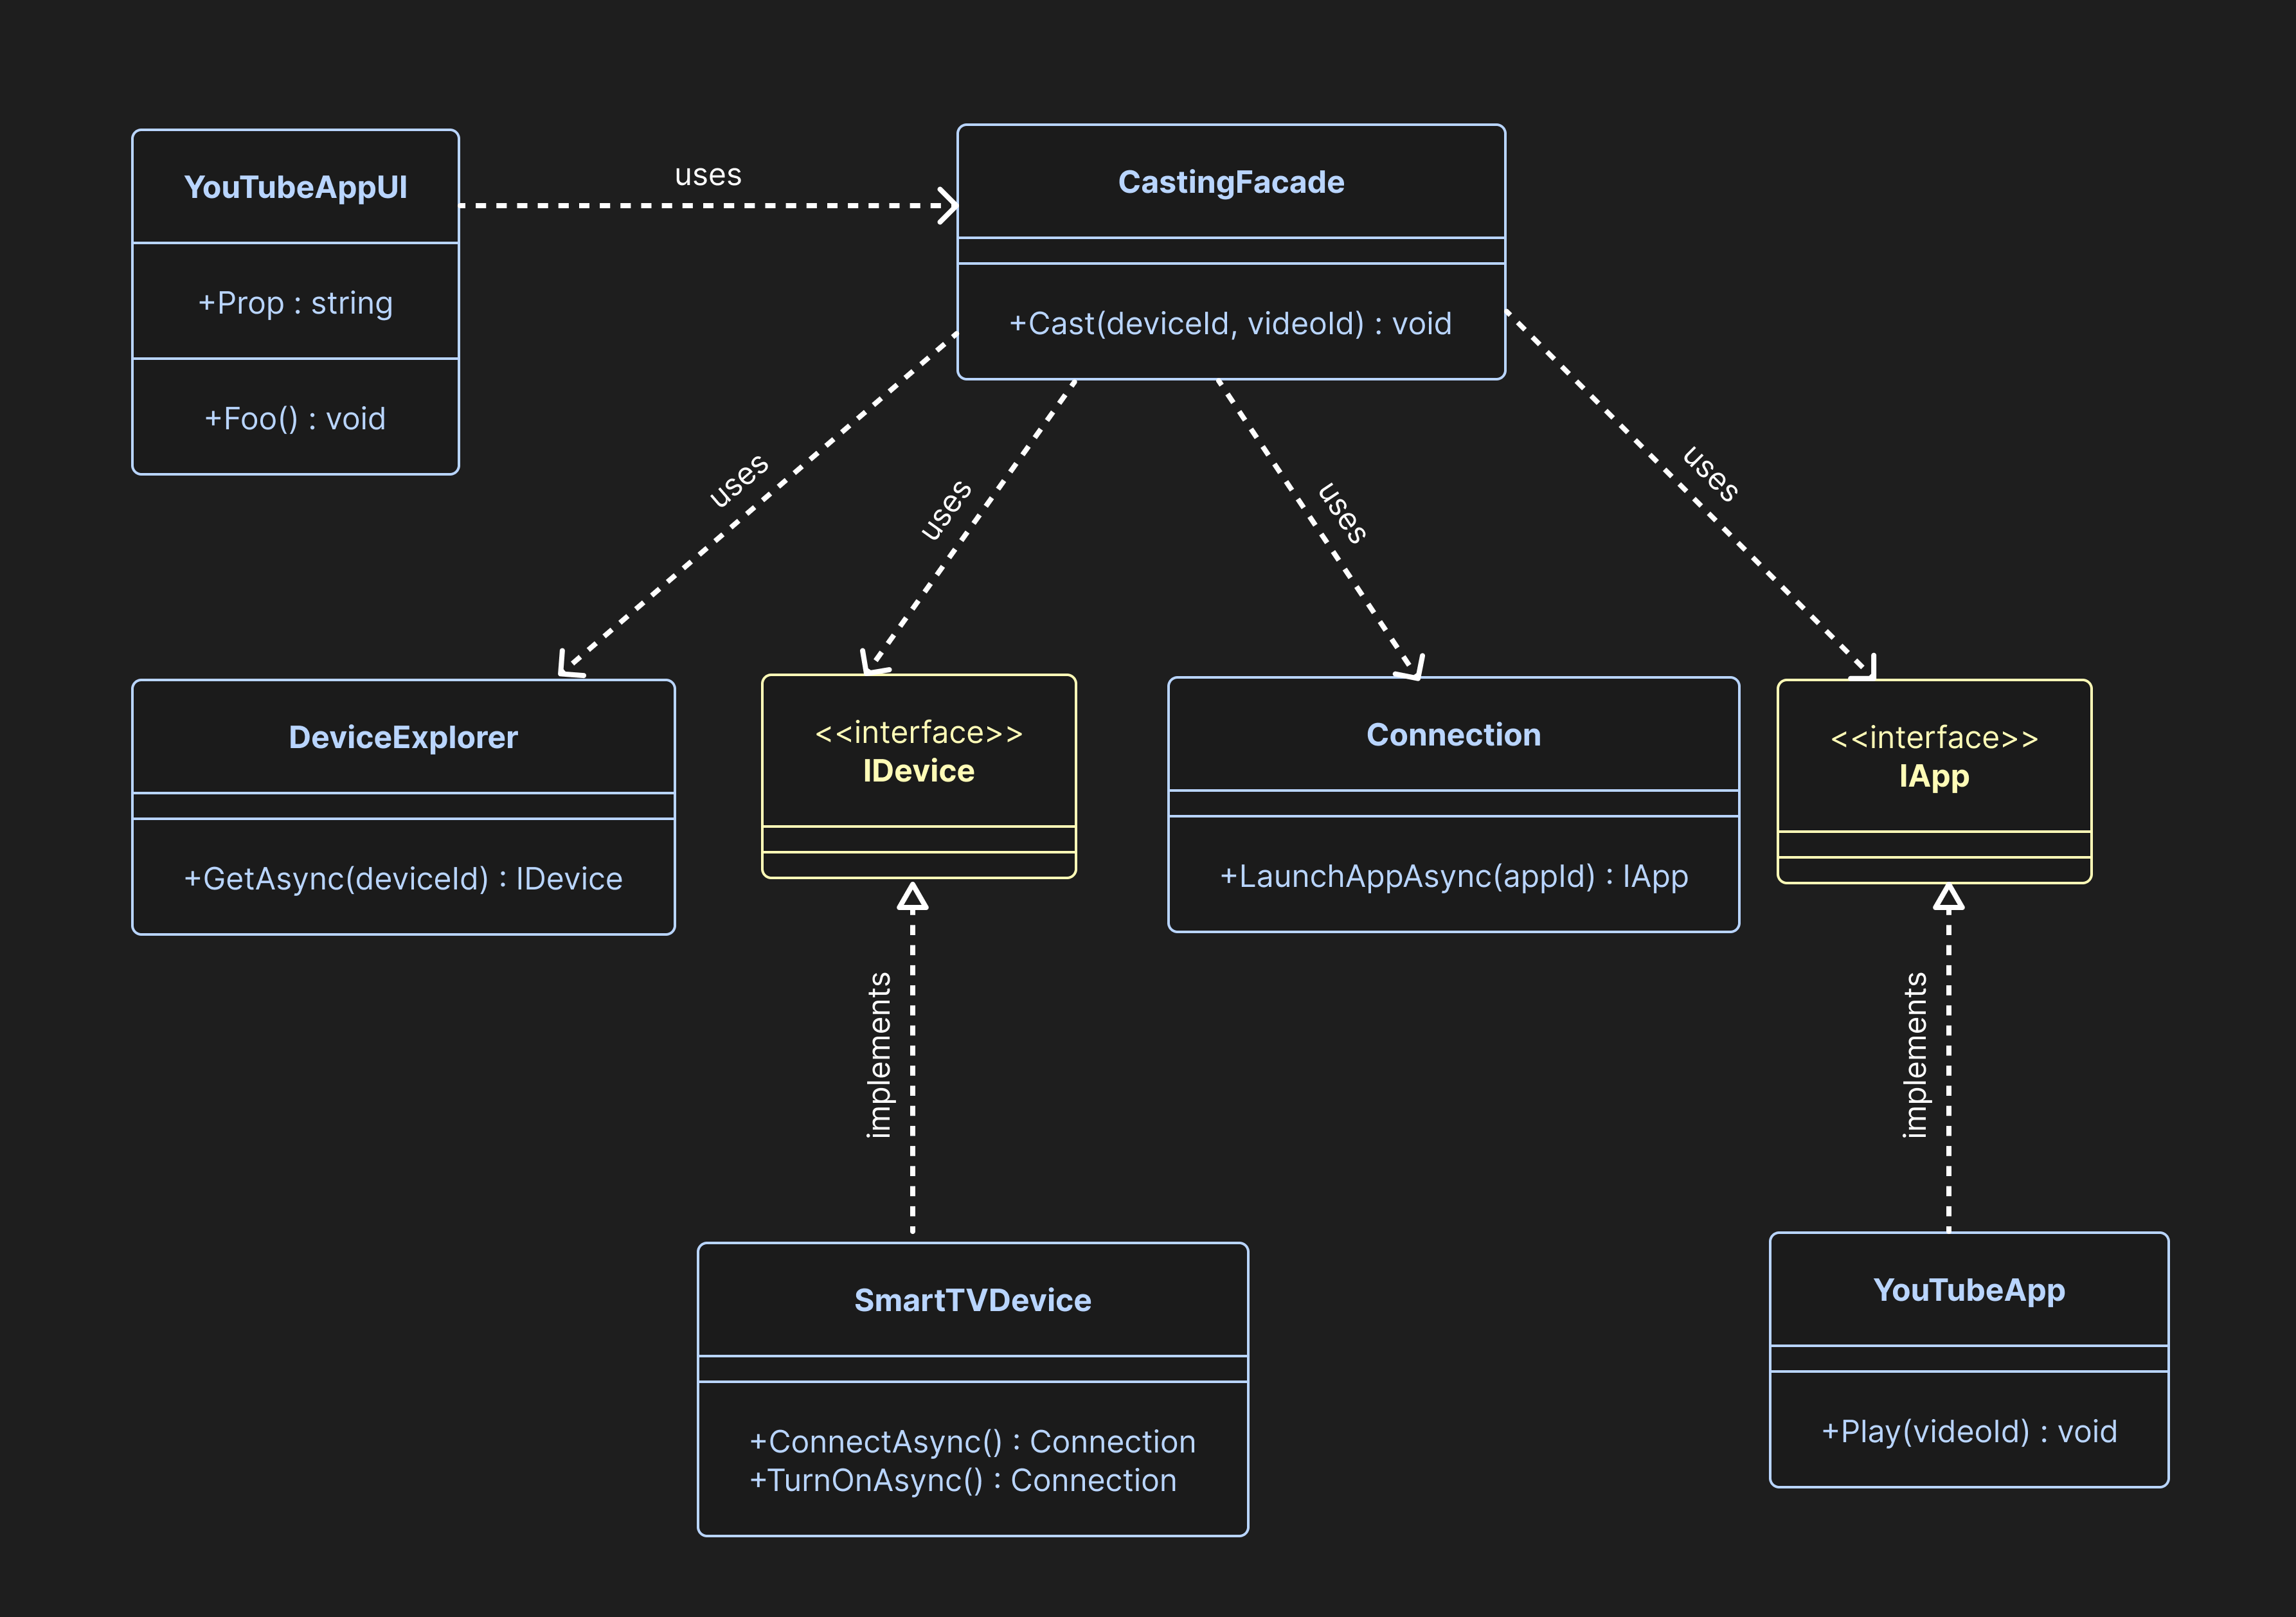 YouTubeAppUI
+Prop : string
+Foo() : void
uses
CastingFacade
+Cast(deviceId, videoId) : void
uses
uses
uses
uses
DeviceExplorer
+GetAsync(deviceId) : IDevice
<<interface>>
IDevice
Connection
+LaunchAppAsync(appId) : IApp
<<interface>>
IApp
implements
implements
SmartTVDevice
+ConnectAsync() : Connection
+TurnOnAsync() : Connection
YouTubeApp
+Play(videoId) : void